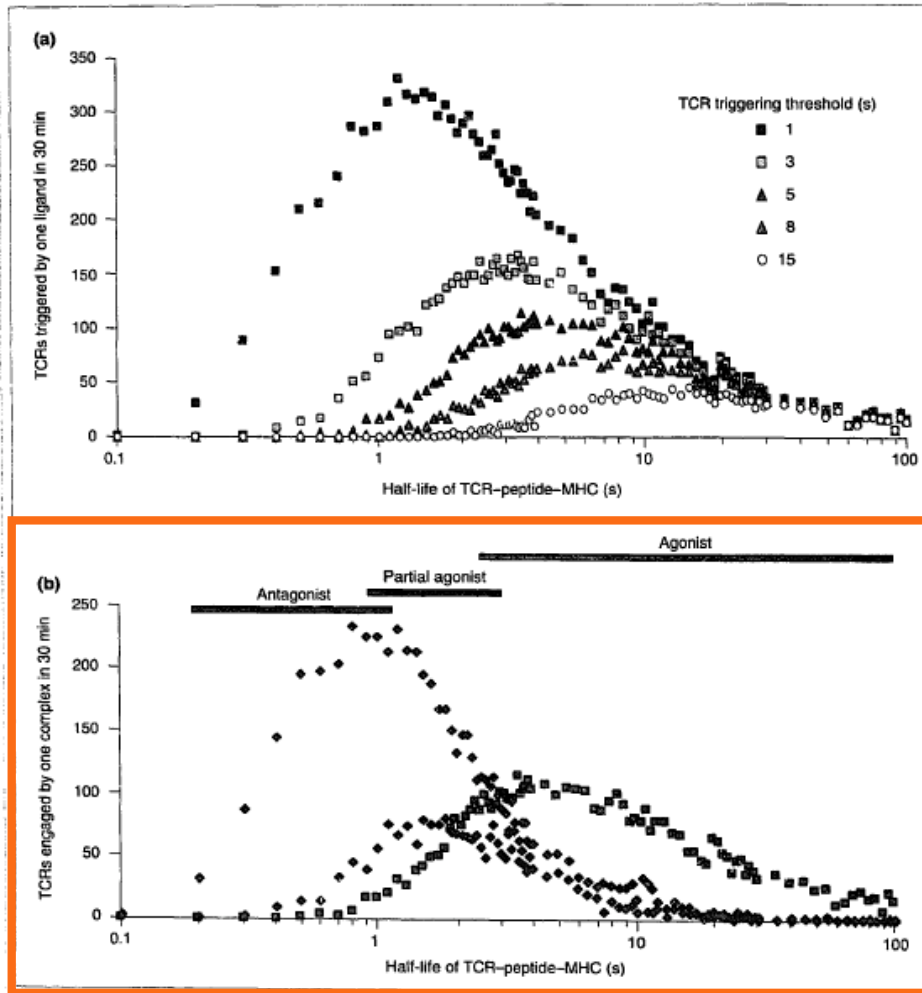 (a)
350
300
250
200
150
100
50
0
TCRs triggered by one ligand in 30 min
TCR triggering threshold (s)
1
3
5
8
15
0.1 1 10 100
Half-life of TCR–peptide–MHC (s)
Agonist
Partial agonist
(b)
Antagonist
250
200
150
100
50
0
TCRs engaged by one complex in 30 min
0.1 1 10 100
Half-life of TCR–peptide–MHC (s)